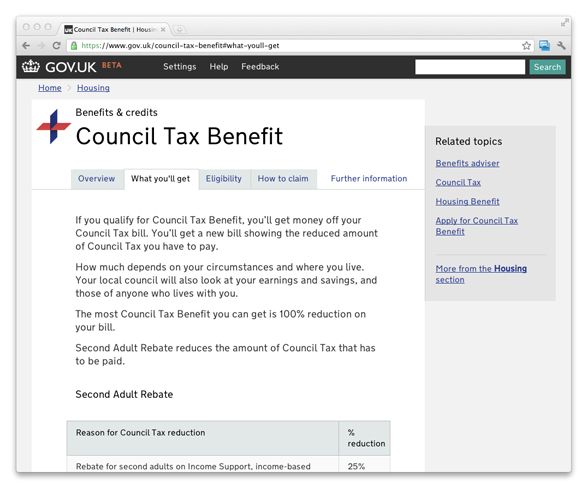 Council Tax Benefit | Housing
https://www.gov.uk/council-tax-benefit#what-youll-get
GOV.UK BETA Settings Help Feedback Search
Home Housing
Benefits & credits
Council Tax Benefit
Overview What you'll get Eligibility How to claim Further information
If you qualify for Council Tax Benefit, you'll get money off your
Council Tax bill. You'll get a new bill showing the reduced amount
of Council Tax you have to pay.
How much depends on your circumstances and where you live.
Your local council will also look at your earnings and savings, and
those of anyone who lives with you.
The most Council Tax Benefit you can get is 100% reduction on
your bill.
Second Adult Rebate reduces the amount of Council Tax that has
to be paid.
Second Adult Rebate
Reason for Council Tax reduction %
reduction
Rebate for second adults on Income Support, income-based 25%
Related topics
Benefits adviser
Council Tax
Housing Benefit
Apply for Council Tax
Benefit
More from the Housing
section